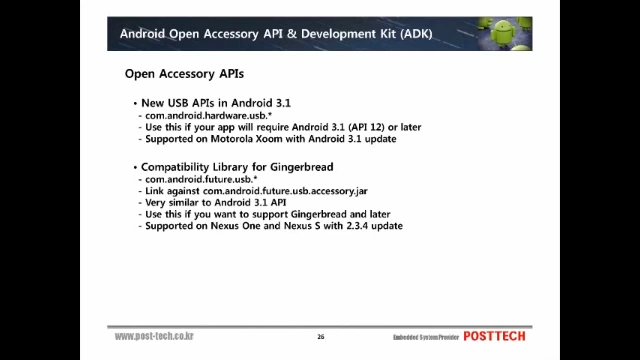 Android Open Accessory API & Development Kit (ADK)
Open Accessory APIs
• New USB APIs in Android 3.1
- com.android.hardware.usb.*
- Use this if your app will require Android 3.1 (API 12) or later
- Supported on Motorola Xoom with Android 3.1 update
• Compatibility Library for Gingerbread
- com.android.future.usb.*
- Link against com.android.future.usb.accessory.jar
- Very similar to Android 3.1 API
- Use this if you want to support Gingerbread and later
- Supported on Nexus One and Nexus S with 2.3.4 update
www.post-tech.co.kr
26
Embedded System Provider POSTTECH